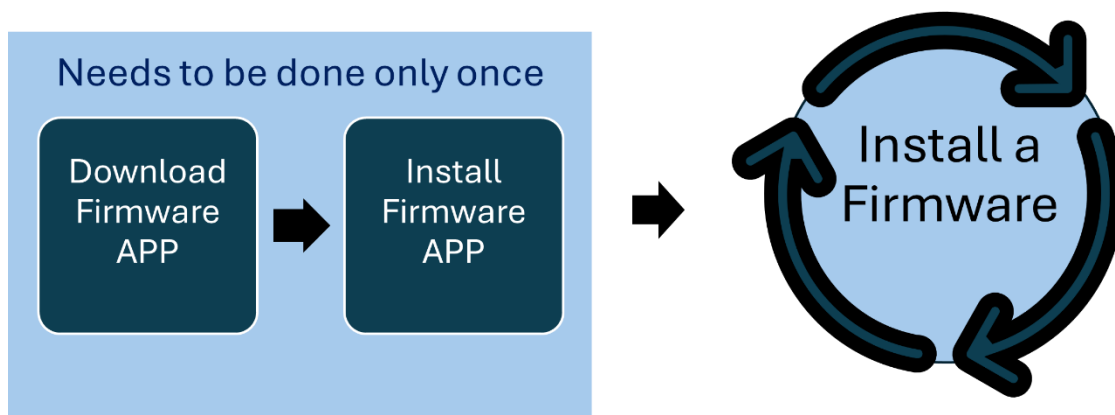 Needs to be done only once
Download
Firmware
APP
Install
Firmware
APP
Install a
Firmware